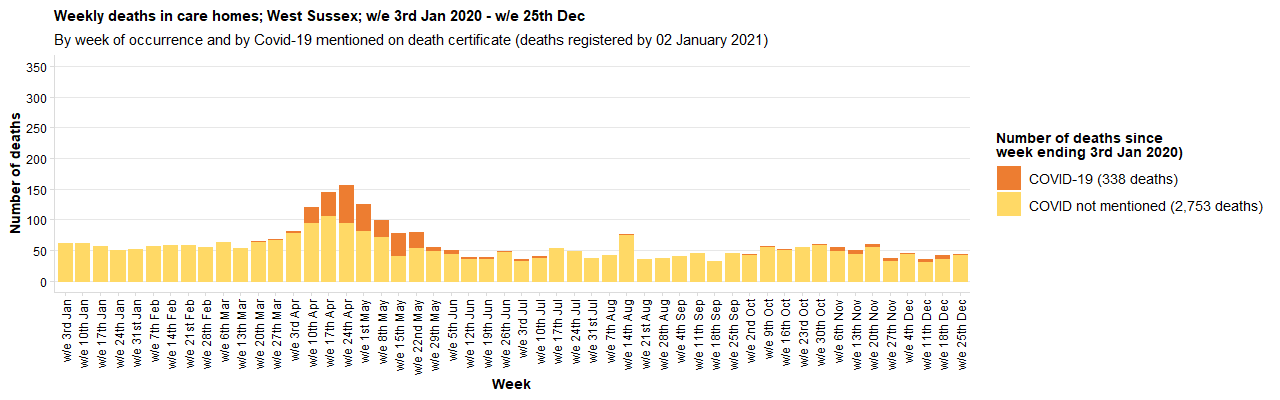 Weekly deaths in care homes; West Sussex; w/e 3rd Jan 2020 - w/e 25th Dec
By week of occurrence and by Covid-19 mentioned on death certificate (deaths registered by 02 January 2021)
350
300
250
200
150
100
50
0
Number of deaths
w/e 3rd Jan
w/e 10th Jan
w/e 17th Jan
w/e 24th Jan
w/e 31st Jan
w/e 7th Feb
w/e 14th Feb
w/e 21st Feb
w/e 28th Feb
w/e 6th Mar
w/e 13th Mar
w/e 20th Mar
w/e 27th Mar
w/e 3rd Apr
w/e 10th Apr
w/e 17th Apr
w/e 24th Apr
w/e 1st May
w/e 8th May
w/e 15th May
w/e 22nd May
w/e 29th May
w/e 5th Jun
w/e 12th Jun
w/e 19th Jun
w/e 26th Jun
w/e 3rd Jul
w/e 10th Jul
w/e 17th Jul
w/e 24th Jul
w/e 31st Jul
w/e 7th Aug
w/e 14th Aug
w/e 21st Aug
w/e 28th Aug
w/e 4th Sep
w/e 11th Sep
w/e 18th Sep
w/e 25th Sep
w/e 2nd Oct
w/e 9th Oct
w/e 16th Oct
w/e 23rd Oct
w/e 30th Oct
w/e 6th Nov
w/e 13th Nov
w/e 20th Nov
w/e 27th Nov
w/e 4th Dec
w/e 11th Dec
w/e 18th Dec
w/e 25th Dec
Week
Number of deaths since
week ending 3rd Jan 2020)
COVID-19 (338 deaths)
COVID not mentioned (2,753 deaths)